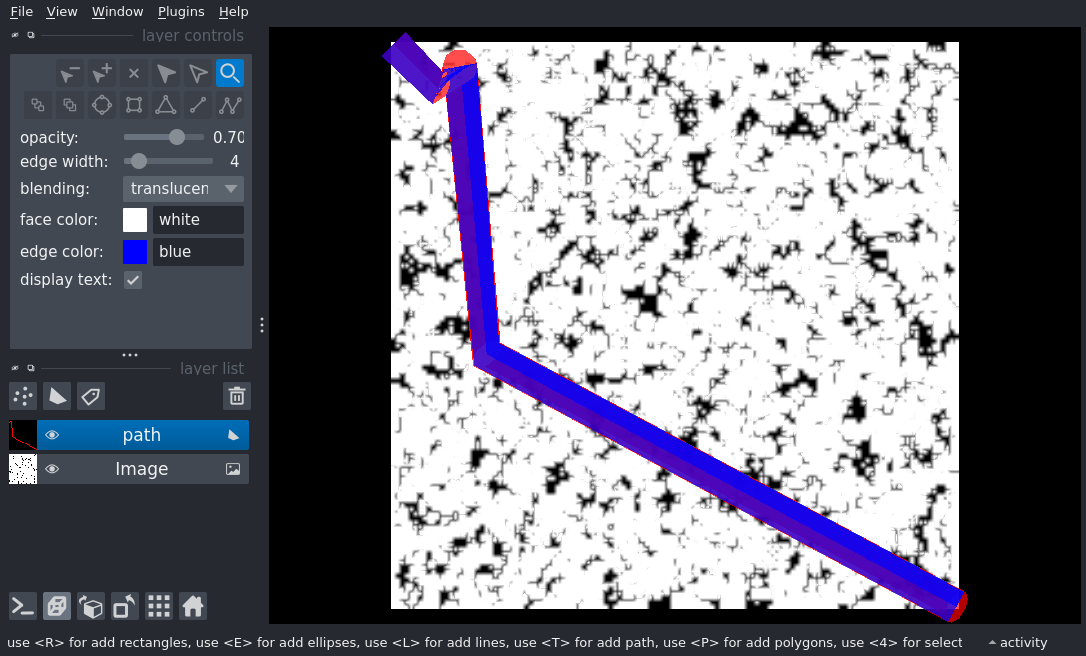 File View Window Plugins Help
layer controls
opacity: 0.70
edge width: 4
blending: translucen
face color: white
edge color: blue
display text:
layer list
path
Image
use <R> for add rectangles, use <E> for add ellipses, use <L> for add lines, use <T> for add path, use <P> for add polygons, use <4> for select
activity